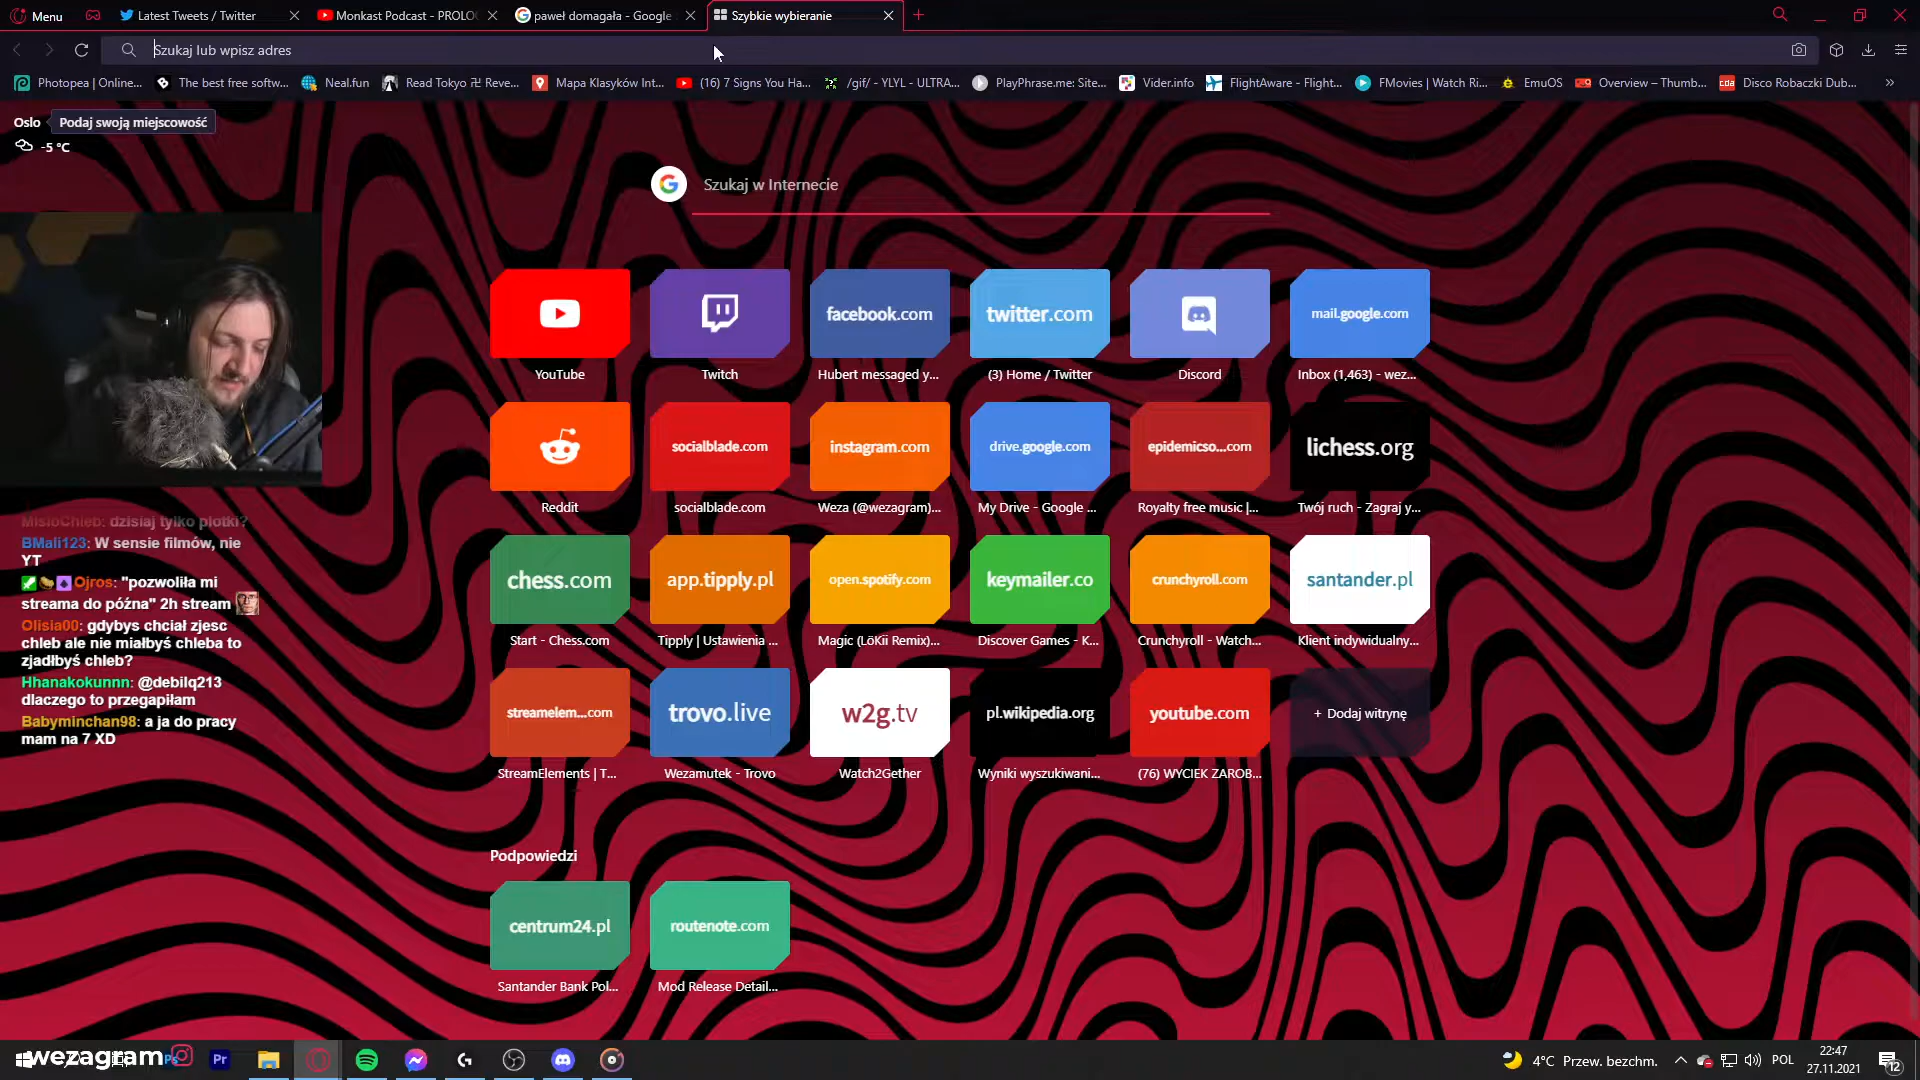 Menu
Latest Tweets / Twitter
Monkast Podcast - PROLO
paweł domagała - Google
Szybkie wybieranie
Szukaj lub wpisz adres
Photopea | Online...
The best free softw...
Neal.fun
Read Tokyo 卍 Reve...
Mapa Klasyków Int...
(16) 7 Signs You Ha...
/gif/ - YLYL - ULTRA...
PlayPhrase.me: Site...
Vider.info
FlightAware - Flight...
FMovies | Watch Ri...
EmuOS
Overview – Thumb...
Disco Robaczki Dub...
Oslo
Podaj swoją miejscowość
-5 °C
Szukaj w Internecie
facebook.com
twitter.com
mail.google.com
YouTube
Twitch
Hubert messaged y...
(3) Home / Twitter
Discord
Inbox (1,463) - wez...
socialblade.com
instagram.com
drive.google.com
epidemicso...com
lichess.org
Reddit
socialblade.com
Weza (@wezagram)...
My Drive - Google ...
Royalty free music |...
Twój ruch - Zagraj y...
chess.com
app.tipply.pl
open.spotify.com
keymailer.co
crunchyroll.com
santander.pl
Start - Chess.com
Tipply | Ustawienia ...
Magic (LöKii Remix)...
Discover Games - K...
Crunchyroll - Watch...
Klient indywidualny...
streamelem...com
trovo.live
w2g.tv
pl.wikipedia.org
youtube.com
+ Dodaj witrynę
StreamElements | T...
Wezamutek - Trovo
Watch2Gether
Wyniki wyszukiwani...
(76) WYCIEK ZAROB...
Podpowiedzi
centrum24.pl
routenote.com
Santander Bank Pol...
Mod Release Detail...
MisioChleb: dzisiaj tylko plotki?
BMali123: W sensie filmów, nie
YT
Ojros: "pozwoliła mi
streama do późna" 2h stream
Olisia00: gdybys chciał zjesc
chleb ale nie miałbyś chleba to
zjadłbyś chleb?
Hhanakokunnn: @debilq213
dlaczego to przegapiłam
Babyminchan98: a ja do pracy
mam na 7 XD
wezagram
Pr
4°C Przew. bezchm.
POL
22:47
27.11.2021
12